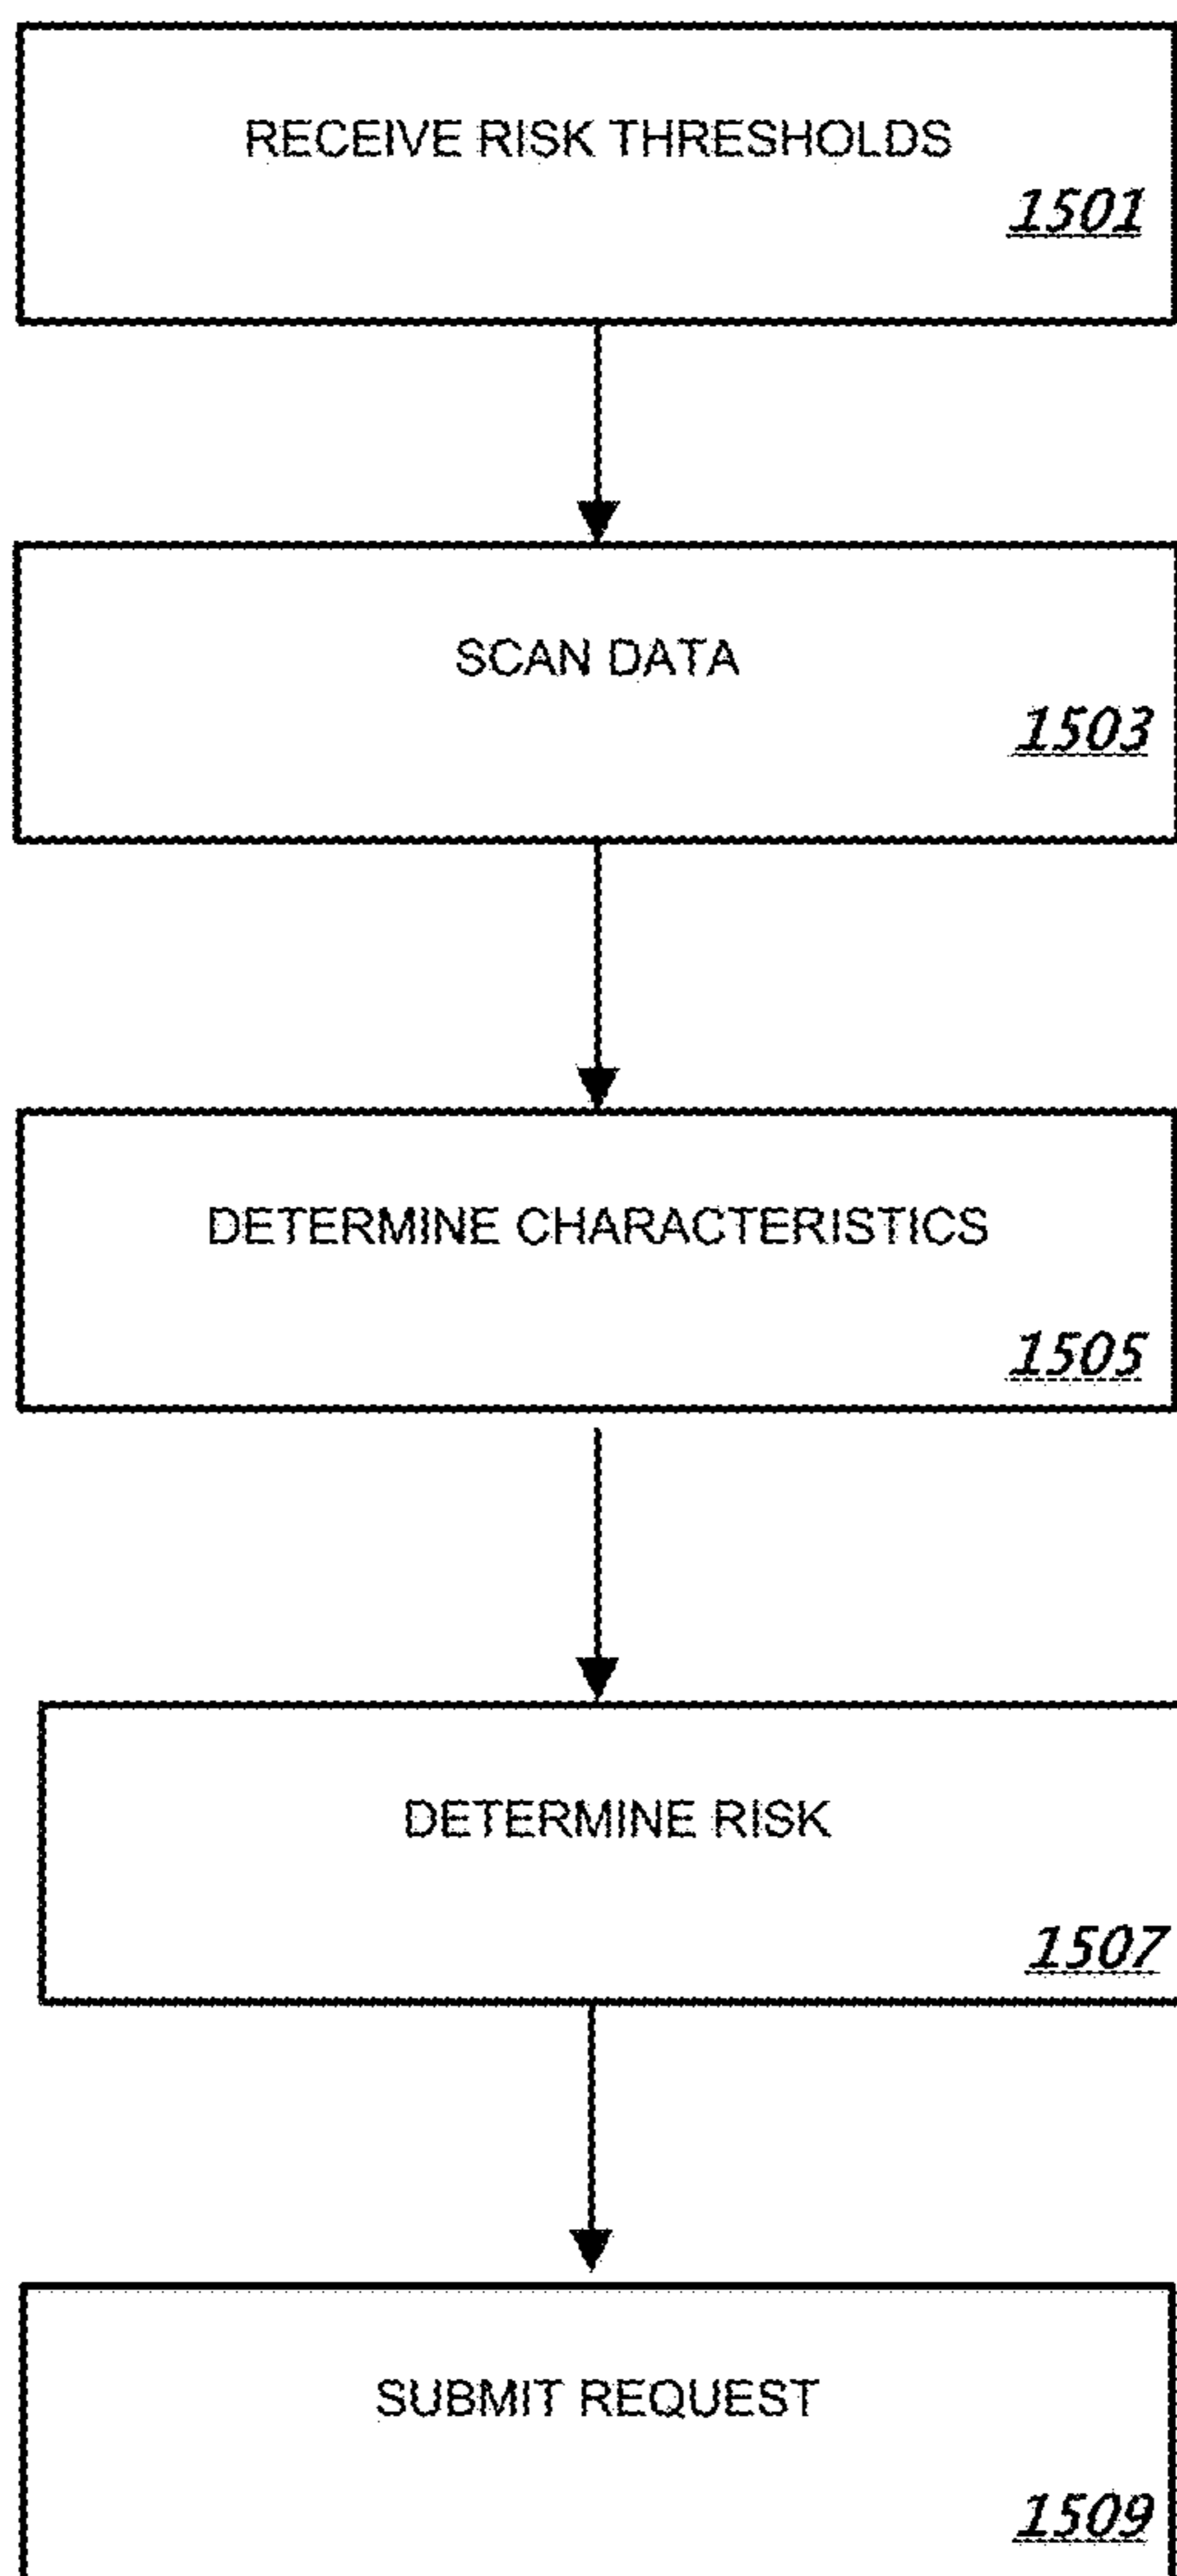 RECEIVE RISK THRESHOLDS
1501
SCAN DATA
1503
DETERMINE CHARACTERISTICS
1505
DETERMINE RISK
1507
SUBMIT REQUEST
1509